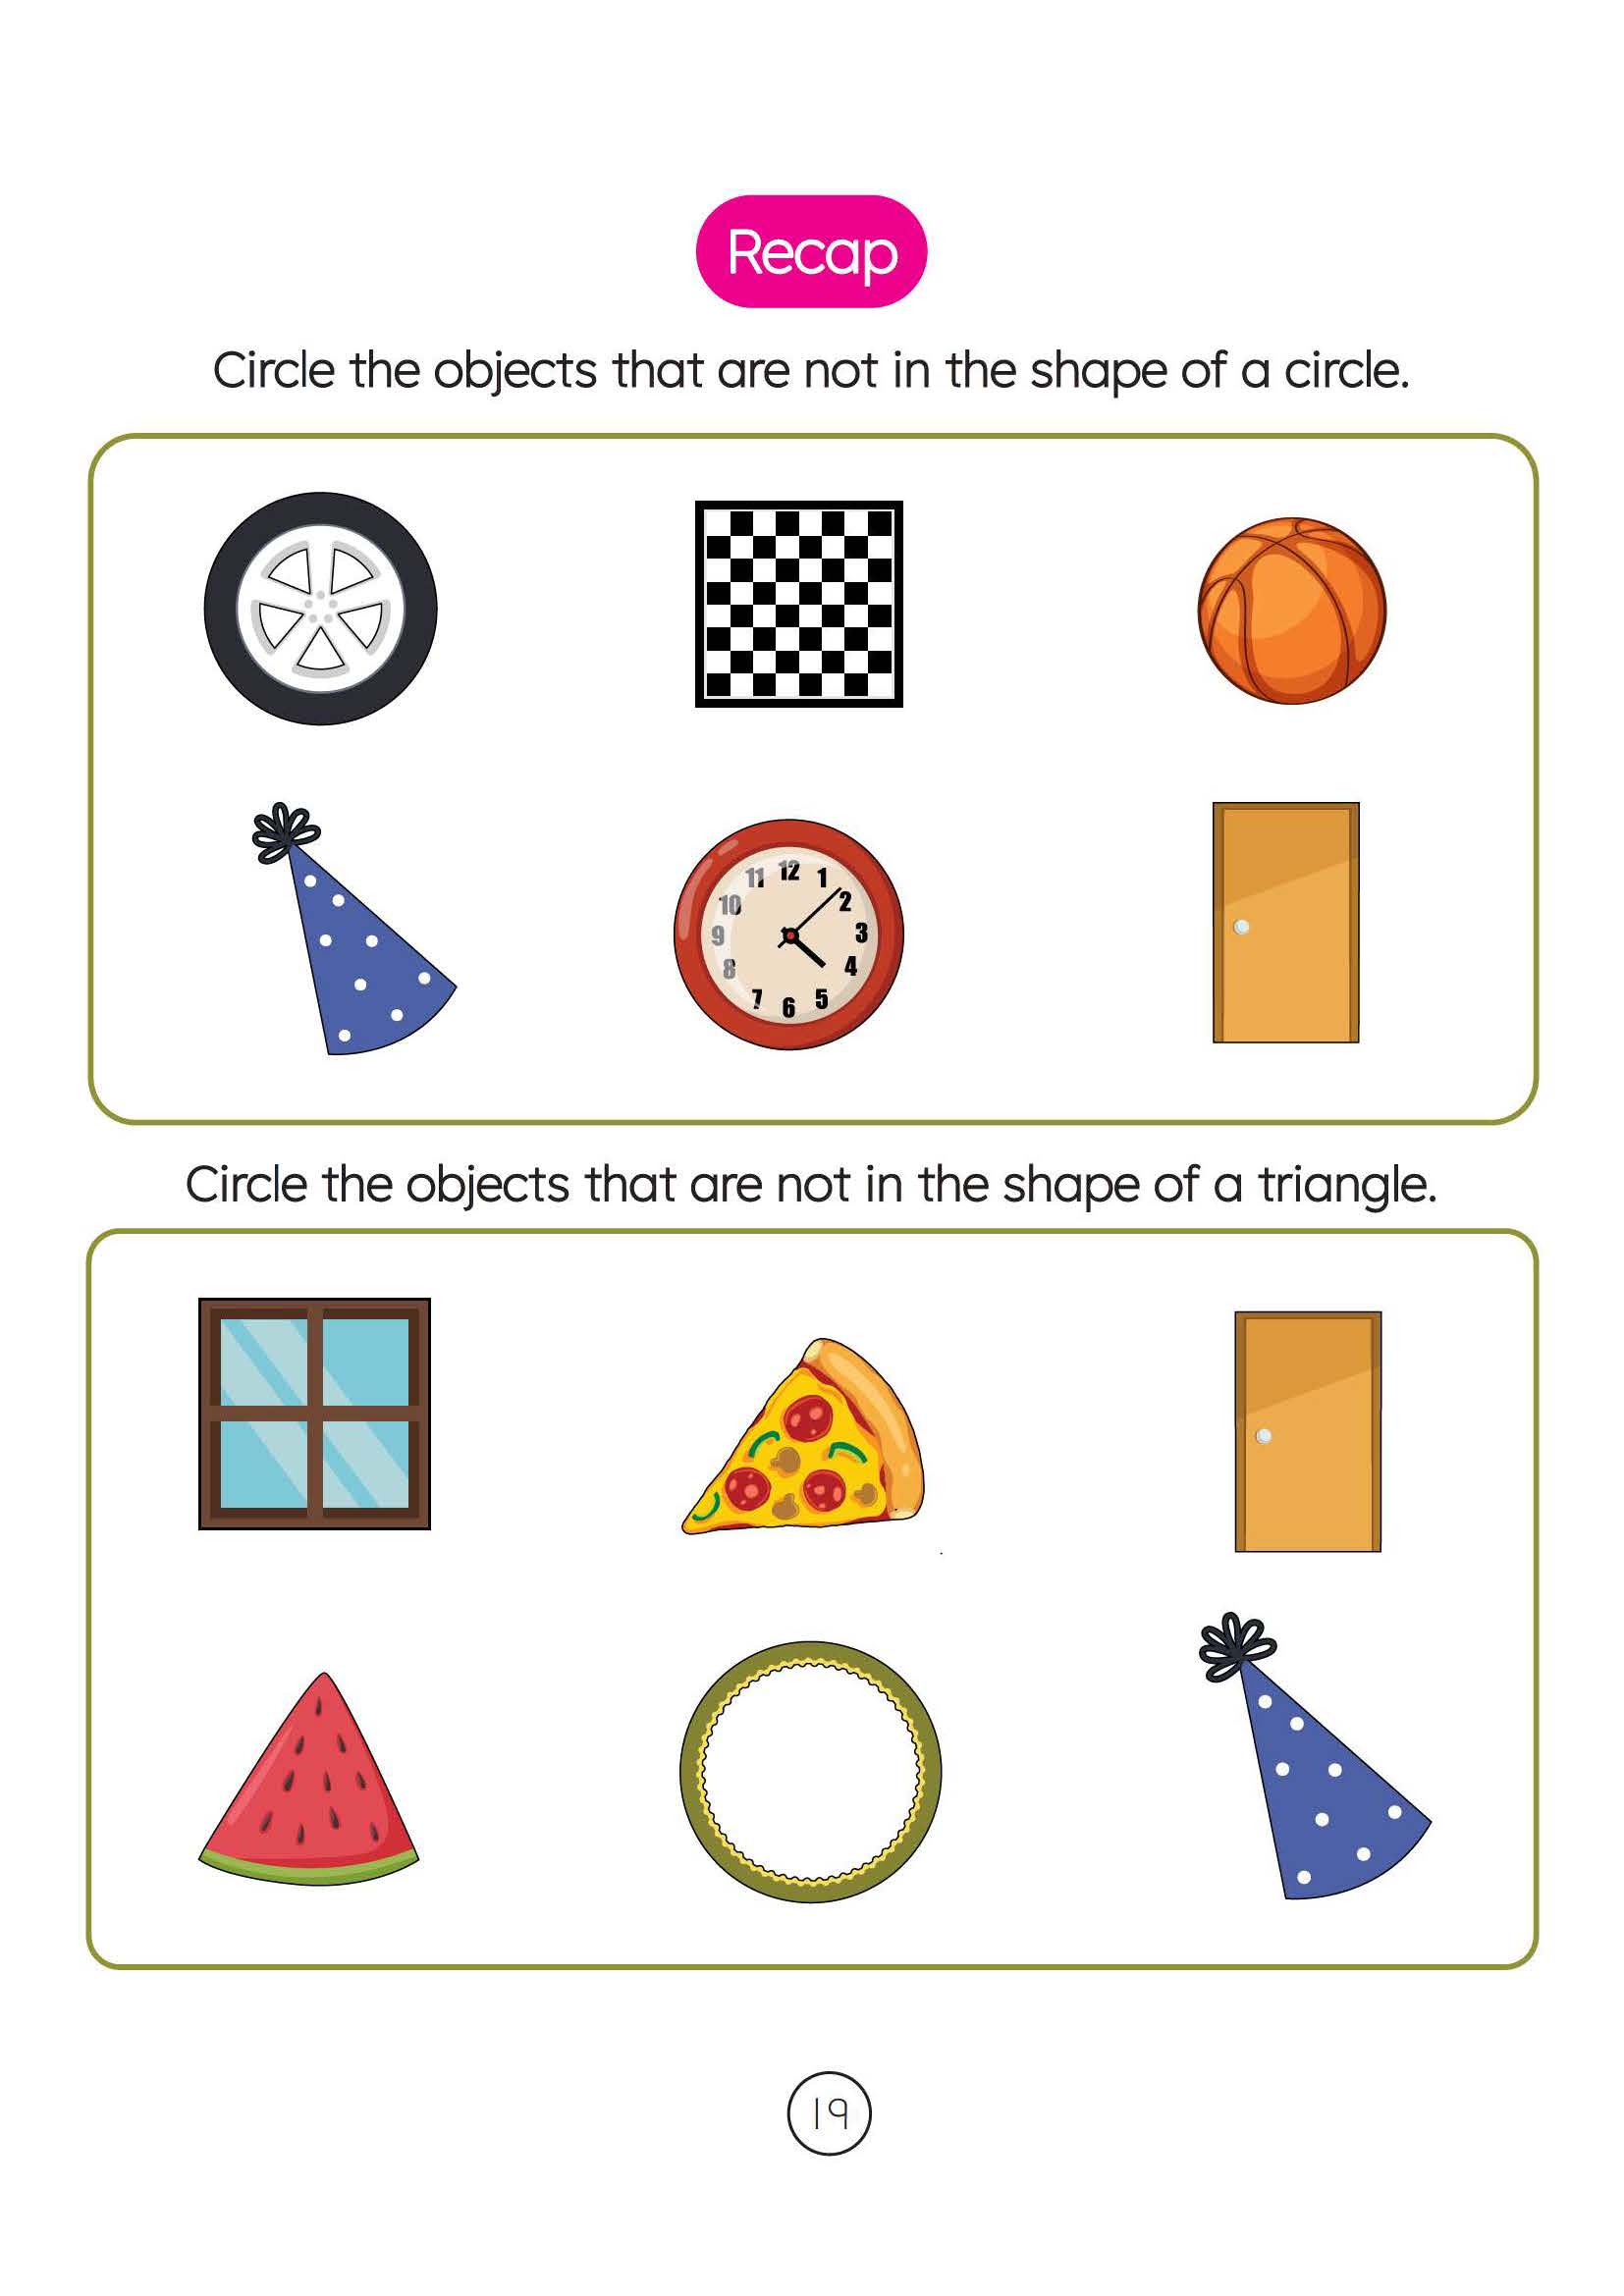 Recap
Circle the objects that are not in the shape of a circle.
11 12 1
10 2
9 3
8 4
7 6 5
Circle the objects that are not in the shape of a triangle.
19